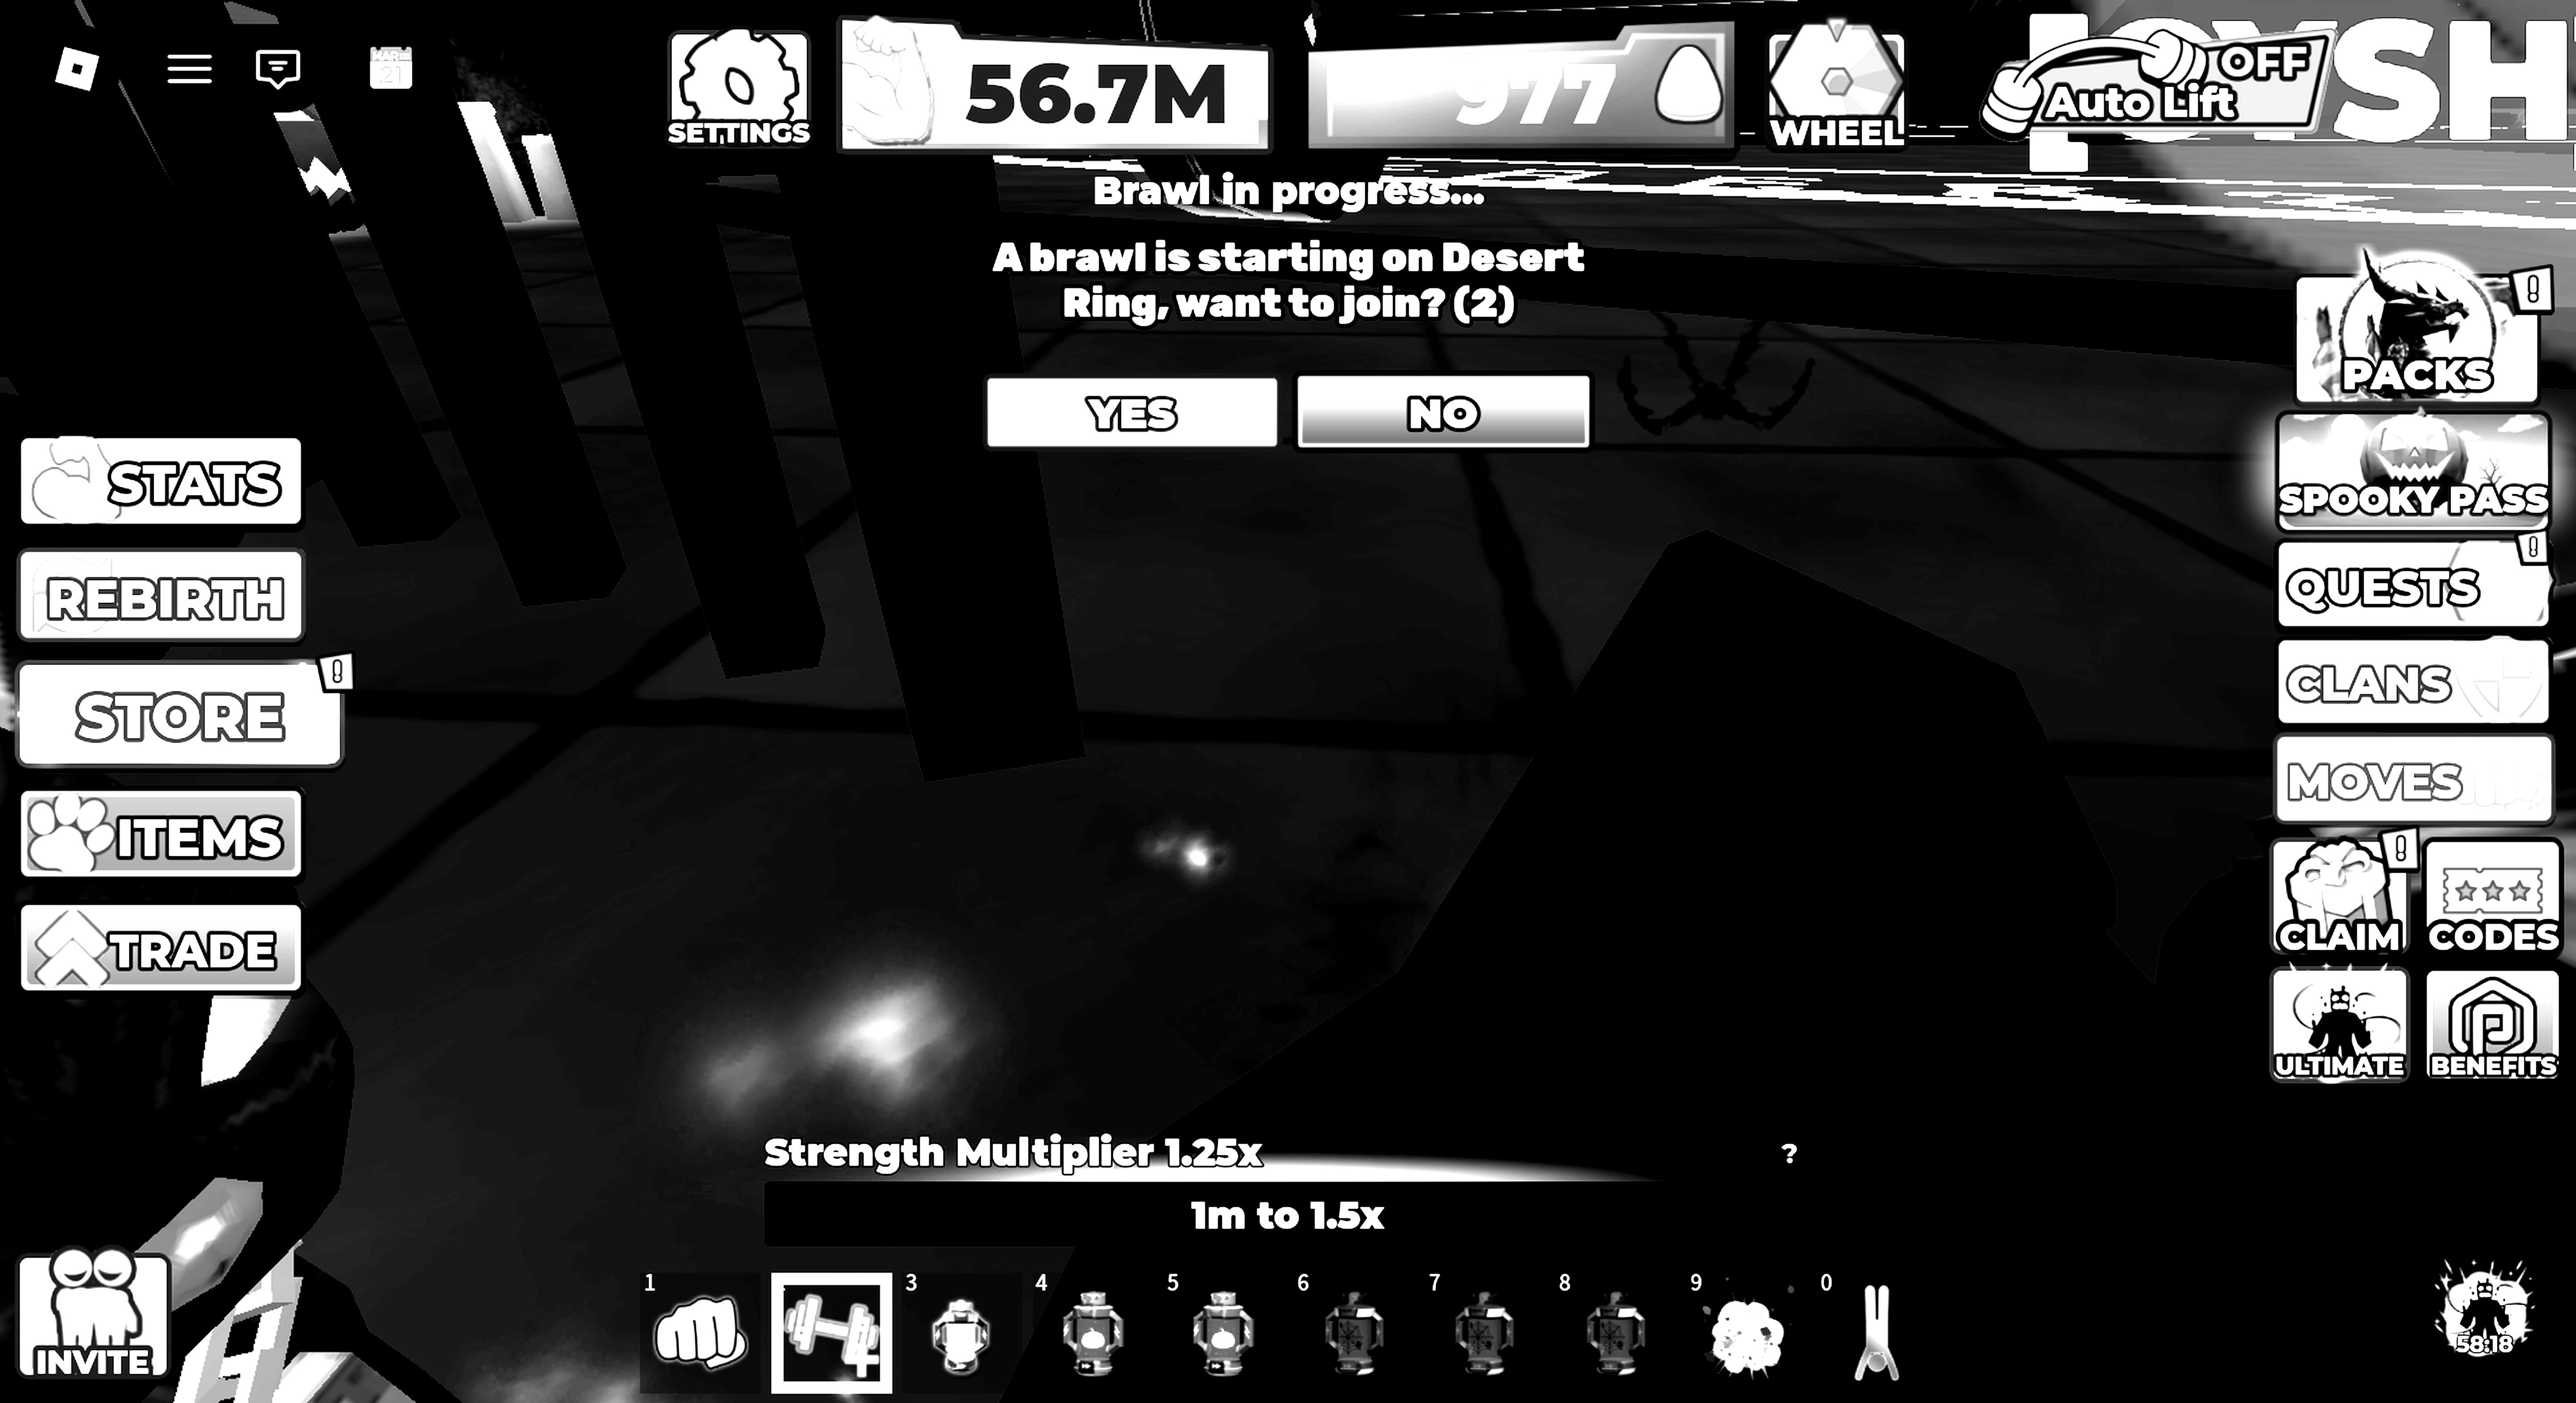 MAR
21
SETTINGS
56.7M
977
WHEEL
OFF
Auto Lift
OYSH
Brawl in progress...
A brawl is starting on Desert
Ring, want to join? (2)
YES
NO
STATS
REBIRTH
STORE
ITEMS
TRADE
INVITE
PACKS
SPOOKY PASS
QUESTS
CLANS
MOVES
CLAIM
CODES
ULTIMATE
BENEFITS
Strength Multiplier 1.25x
?
1m to 1.5x
1
3
4
5
6
7
8
9
0
58:18